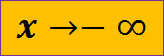 x → − ∞